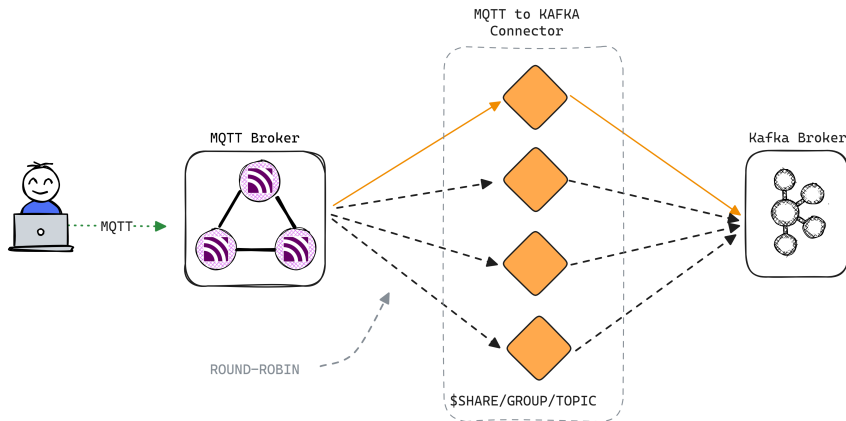 MQTT to KAFKA
Connector
MQTT Broker
Kafka Broker
MQTT
ROUND-ROBIN
$SHARE/GROUP/TOPIC